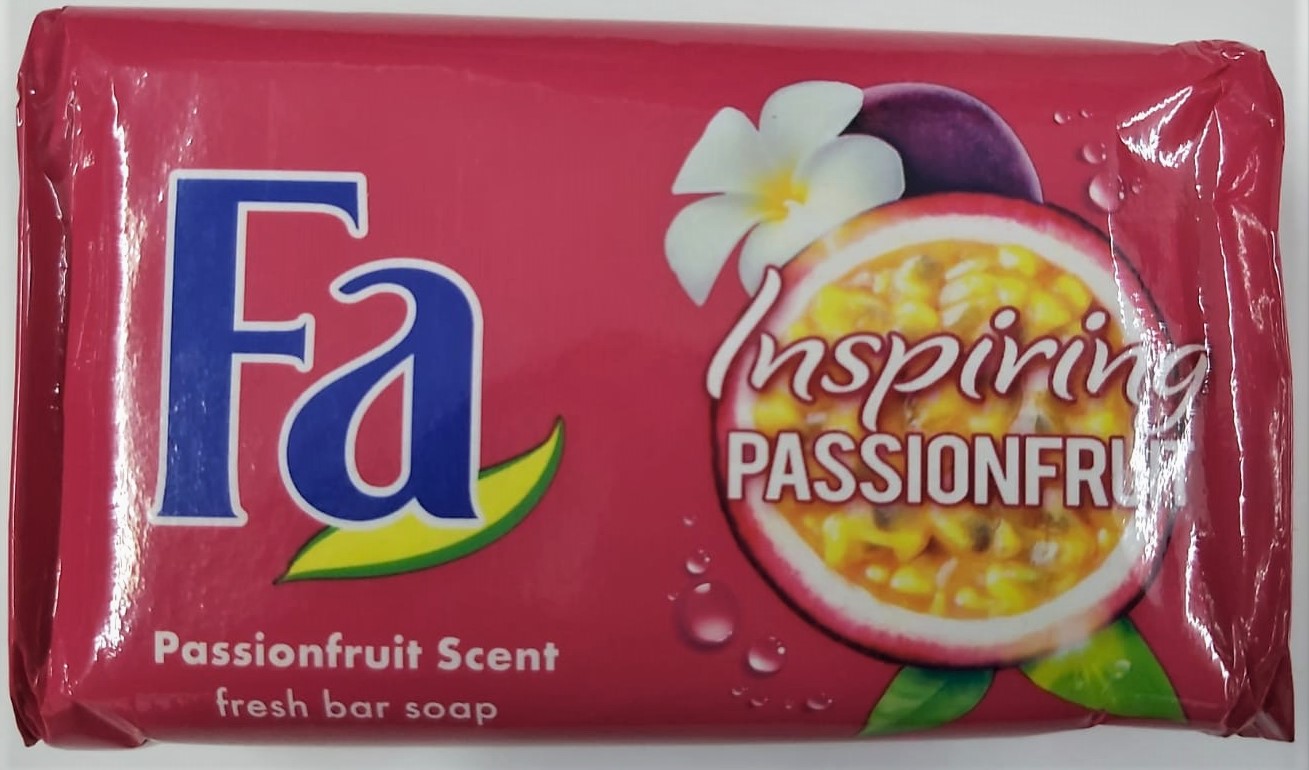 Fa
Passionfruit Scent
fresh bar soap
Inspiring
PASSIONFRUIT